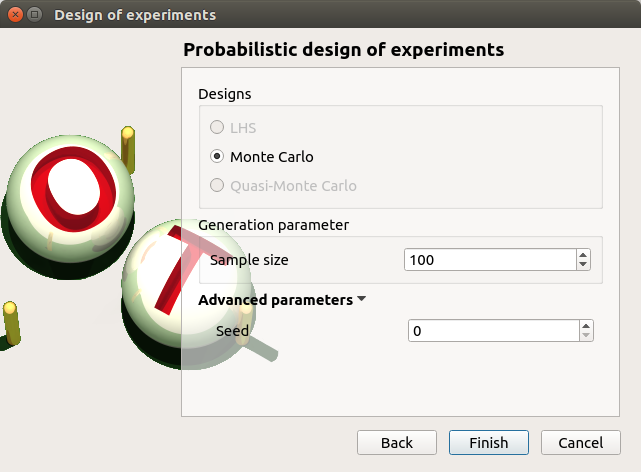 Design of experiments
Probabilistic design of experiments
Designs
LHS
Monte Carlo
Quasi-Monte Carlo
Generation parameter
Sample size 100
Advanced parameters
Seed 0
Back Finish Cancel